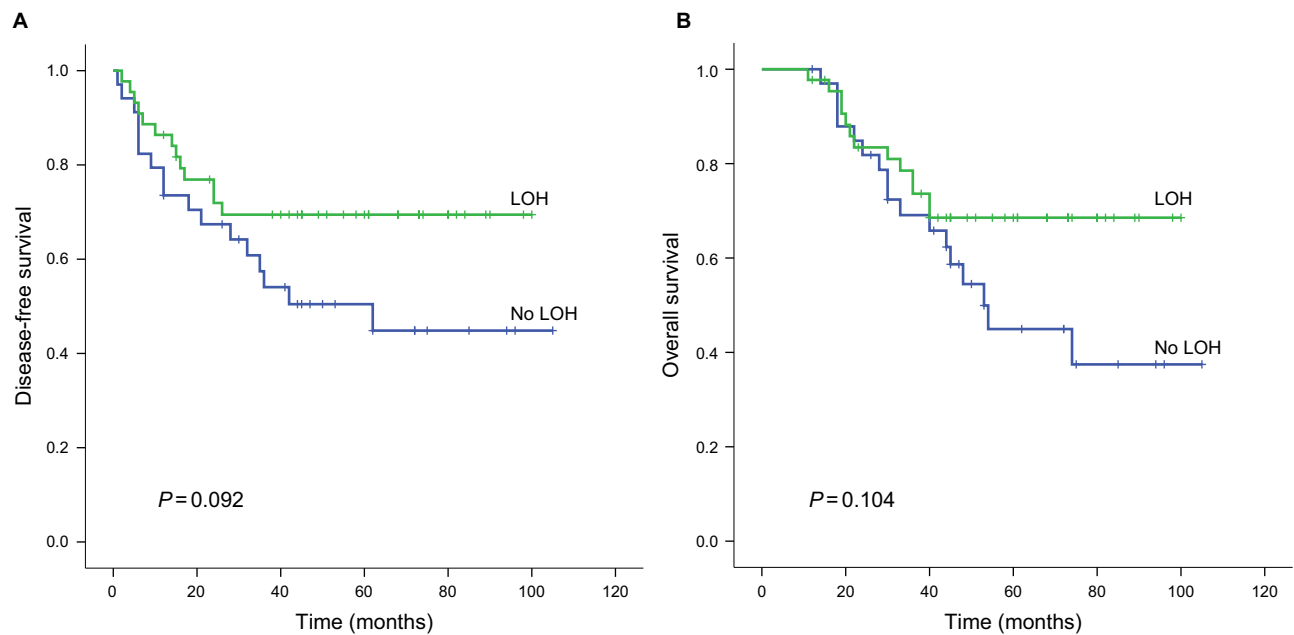 A
Disease-free survival
1.0
0.8
0.6
0.4
0.2
0.0
LOH
No LOH
P=0.092
0 20 40 60 80 100 120
Time (months)
B
Overall survival
1.0
0.8
0.6
0.4
0.2
0.0
LOH
No LOH
P=0.104
0 20 40 60 80 100 120
Time (months)